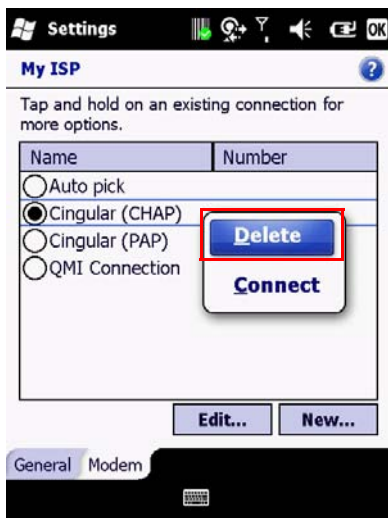 Settings
OK
My ISP
?
Tap and hold on an existing connection for
more options.
Name Number
Auto pick
Cingular (CHAP)
Cingular (PAP)
QMI Connection
Delete
Connect
Edit... New...
General Modem